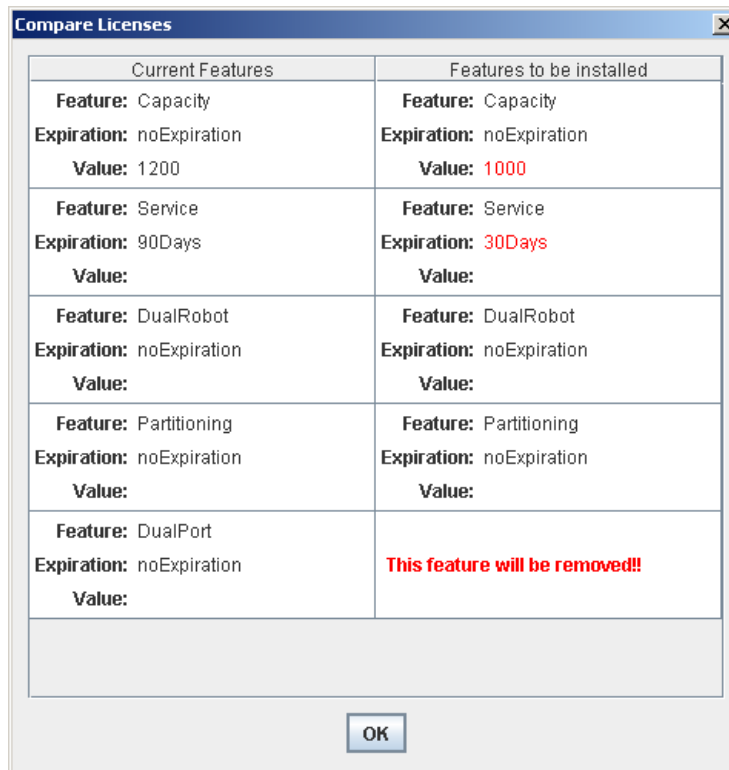 Compare Licenses
Current Features Features to be installed
Feature: Capacity Feature: Capacity
Expiration: noExpiration Expiration: noExpiration
Value: 1200 Value: 1000
Feature: Service Feature: Service
Expiration: 90Days Expiration: 30Days
Value: Value:
Feature: DualRobot Feature: DualRobot
Expiration: noExpiration Expiration: noExpiration
Value: Value:
Feature: Partitioning Feature: Partitioning
Expiration: noExpiration Expiration: noExpiration
Value: Value:
Feature: DualPort
Expiration: noExpiration This feature will be removed!!
Value:
OK